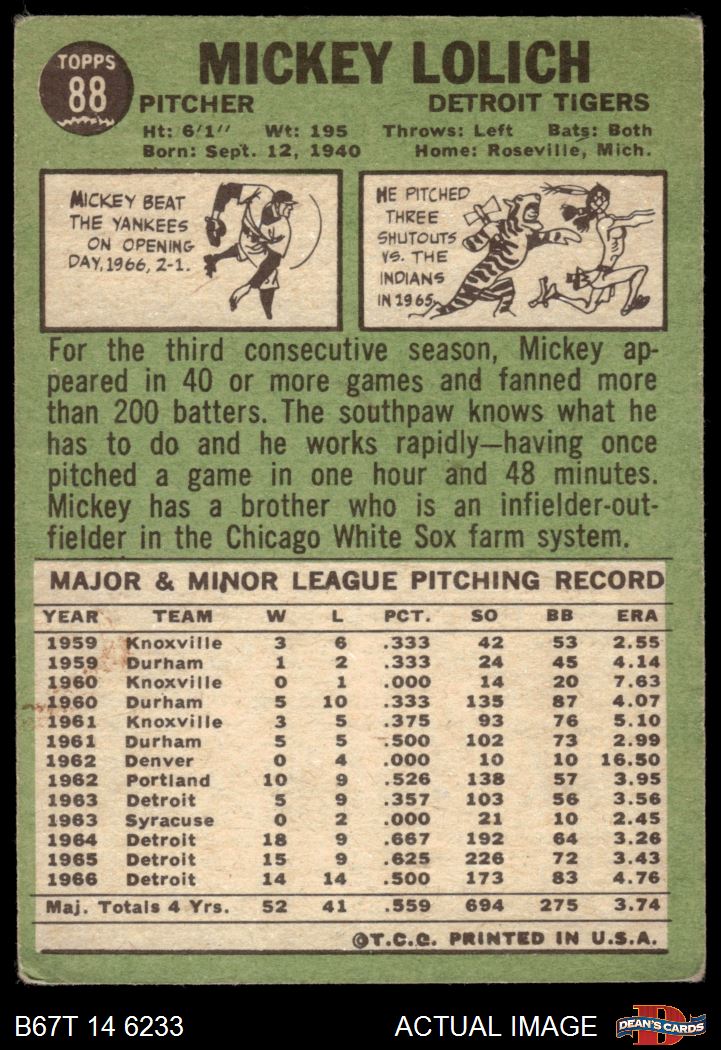 TOPPS
88
MICKEY LOLICH
PITCHER DETROIT TIGERS
Ht: 6'1" Wt: 195 Throws: Left Bats: Both
Born: Sept. 12, 1940 Home: Roseville, Mich.
MICKEY BEAT
THE YANKEES
ON OPENING
DAY, 1966, 2-1.
HE PITCHED
THREE
SHUTOUTS
VS. THE
INDIANS
IN 1965.
For the third consecutive season, Mickey ap-
peared in 40 or more games and fanned more
than 200 batters. The southpaw knows what he
has to do and he works rapidly—having once
pitched a game in one hour and 48 minutes.
Mickey has a brother who is an infielder-out-
fielder in the Chicago White Sox farm system.
MAJOR & MINOR LEAGUE PITCHING RECORD
YEAR TEAM W L PCT. SO BB ERA
1959 Knoxville 3 6 .333 42 53 2.55
1959 Durham 1 2 .333 24 45 4.14
1960 Knoxville 0 1 .000 14 20 7.63
1960 Durham 5 10 .333 135 87 4.07
1961 Knoxville 3 5 .375 93 76 5.10
1961 Durham 5 5 .500 102 73 2.99
1962 Denver 0 4 .000 10 10 16.50
1962 Portland 10 9 .526 138 57 3.95
1963 Detroit 5 9 .357 103 56 3.56
1963 Syracuse 0 2 .000 21 10 2.45
1964 Detroit 18 9 .667 192 64 3.26
1965 Detroit 15 9 .625 226 72 3.43
1966 Detroit 14 14 .500 173 83 4.76
Maj. Totals 4 Yrs. 52 41 .559 694 275 3.74
©T.C.G. PRINTED IN U.S.A.
B67T 14 6233 ACTUAL IMAGE
D
DEAN'S CARDS